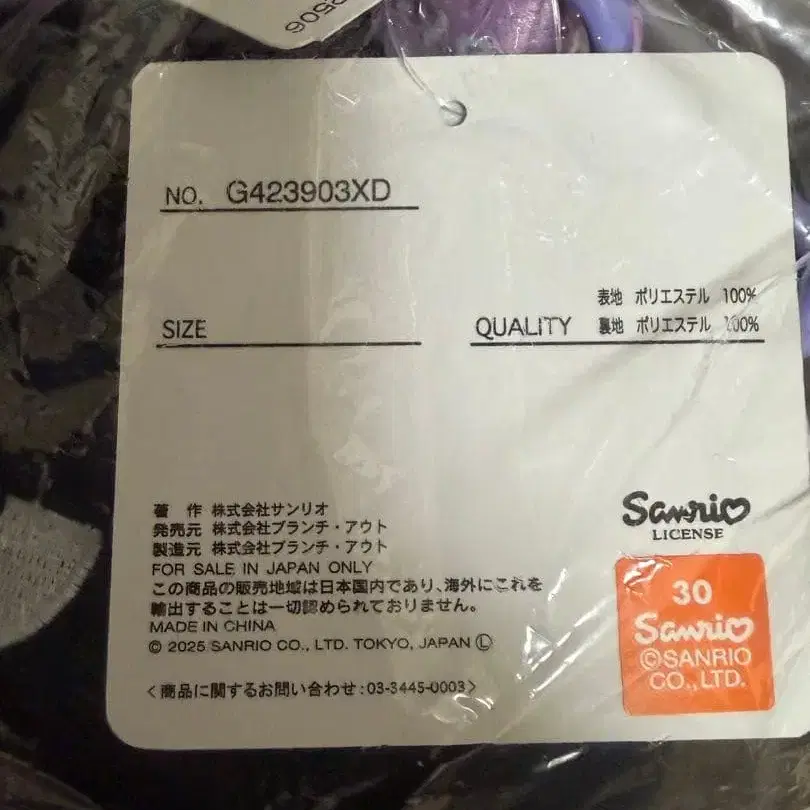 2506
NO. G423903XD
表地 ポリエステル 100%
SIZE
QUALITY 裏地 ポリエステル 100%
著 作 株式会社サンリオ
発売元 株式会社ブランチ・アウト
製造元 株式会社ブランチ・アウト
FOR SALE IN JAPAN ONLY
この商品の販売地域は日本国内であり、海外にこれを
輸出することは一切認められておりません。
MADE IN CHINA
© 2025 SANRIO CO., LTD. TOKYO, JAPAN Ⓛ
<商品に関するお問い合わせ:03-3445-0003>
Sanrio
LICENSE
30
Sanrio
©SANRIO
CO., LTD.